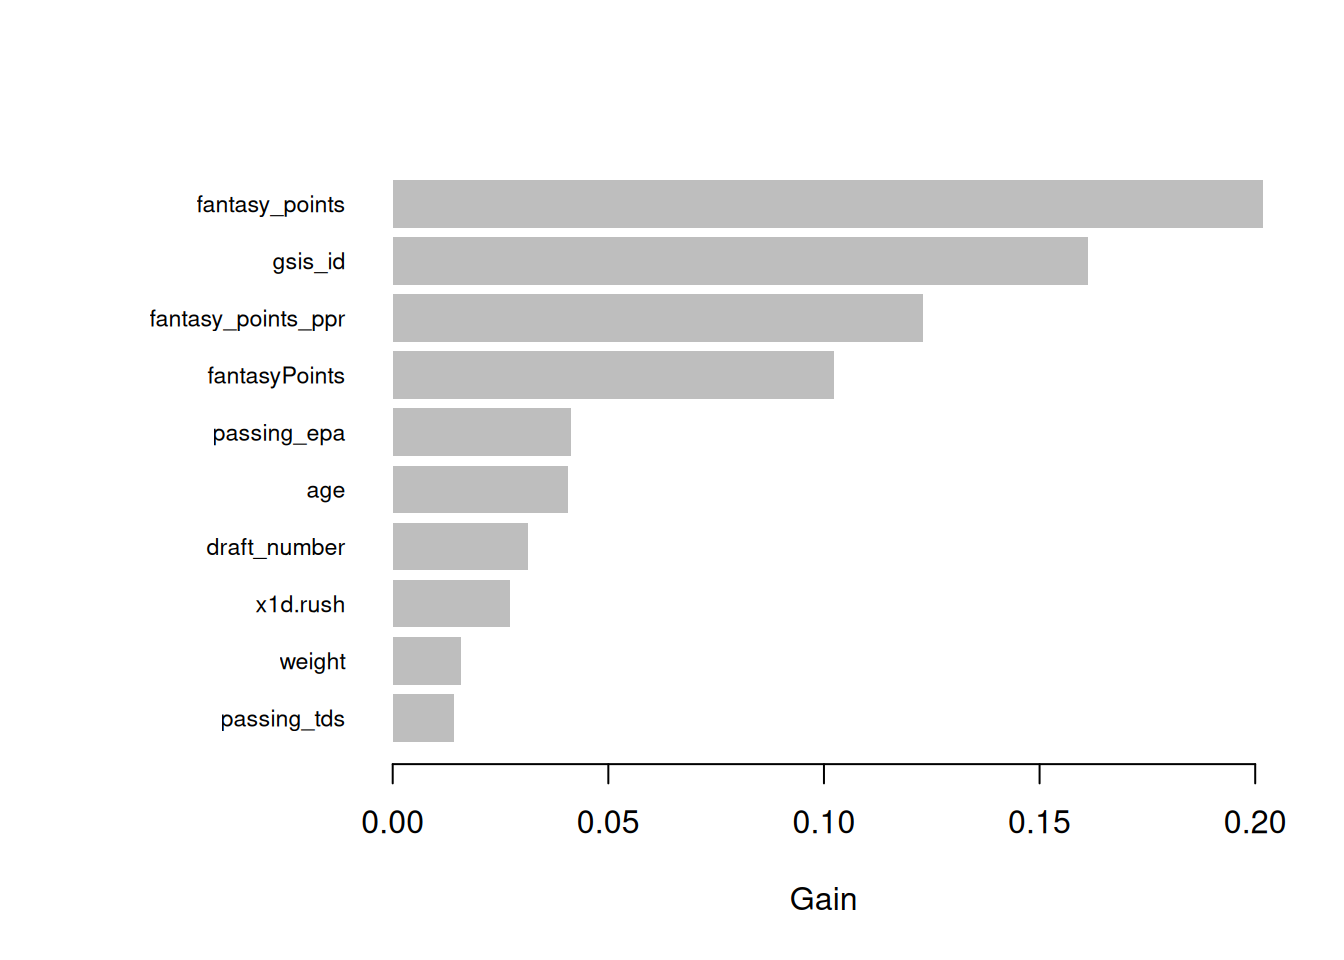 fantasy_points
gsis_id
fantasy_points_ppr
fantasyPoints
passing_epa
age
draft_number
x1d.rush
weight
passing_tds
0.00 0.05 0.10 0.15 0.20
Gain